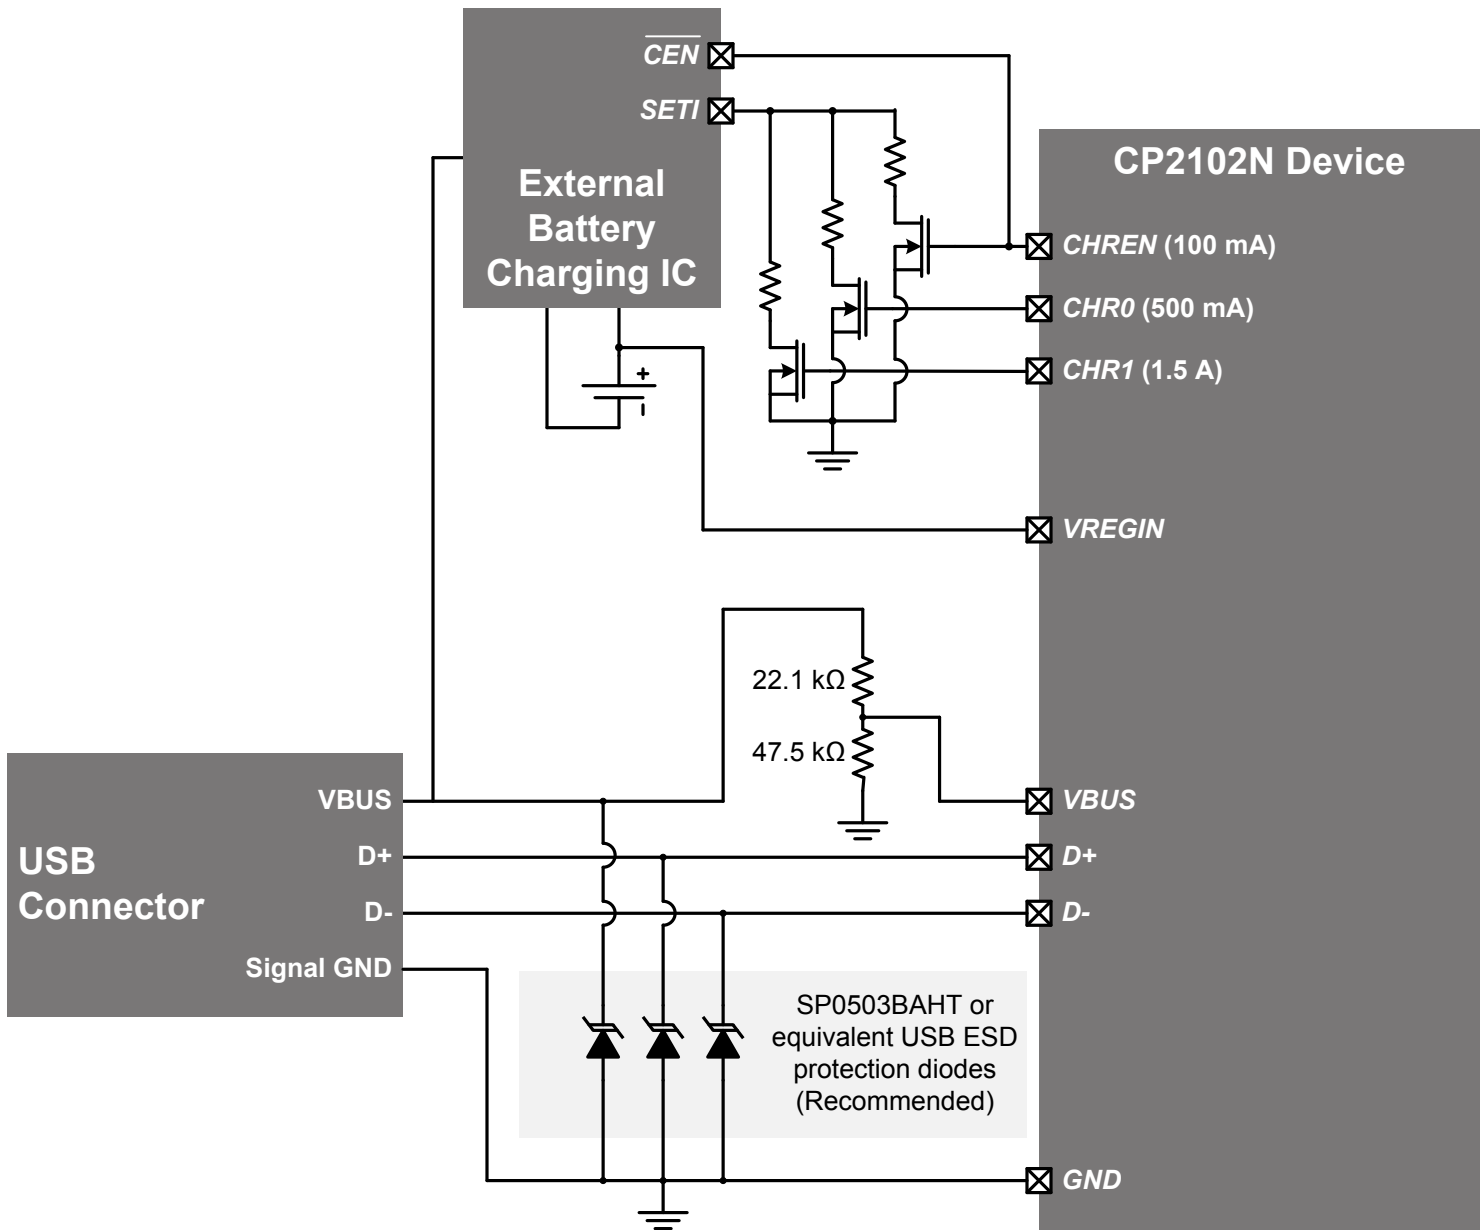 CEN
SETI
External
Battery
Charging IC
+
–
CP2102N Device
CHREN (100 mA)
CHR0 (500 mA)
CHR1 (1.5 A)
VREGIN
22.1 kΩ
47.5 kΩ
VBUS
D+
D-
GND
USB
Connector
VBUS
D+
D-
Signal GND
SP0503BAHT or
equivalent USB ESD
protection diodes
(Recommended)